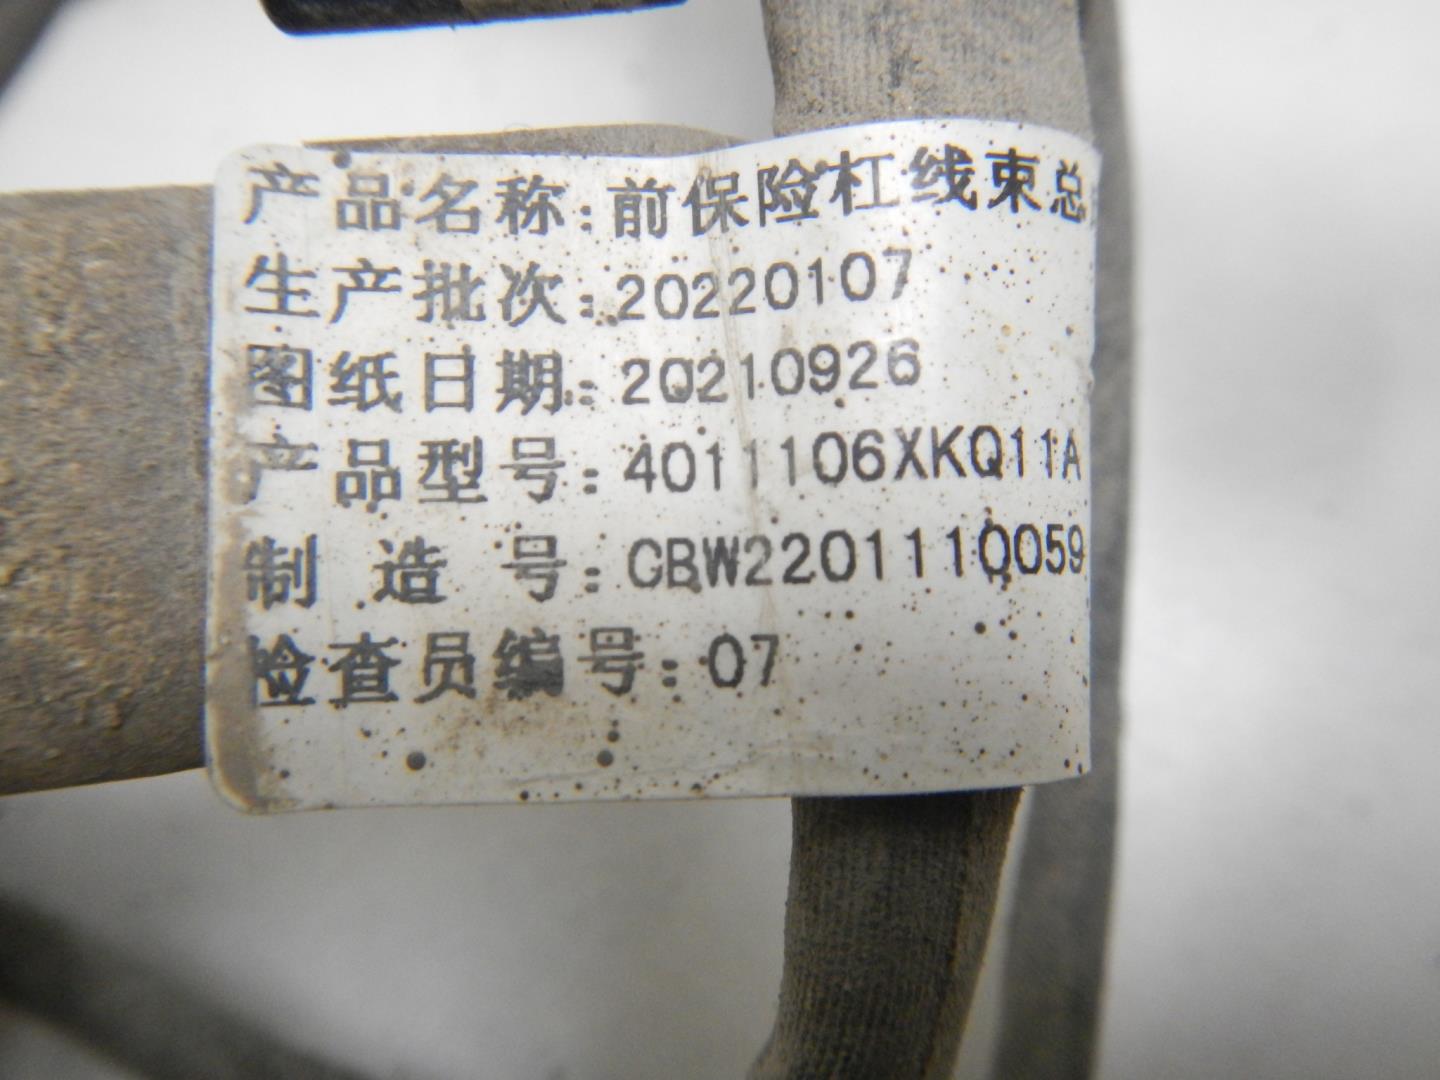 产品名称:前保险杠线束总
生产批次:20220107
图纸日期:20210926
产品型号:4011106XKQ11A
制造号:GBW2201110059
检查员编号:07